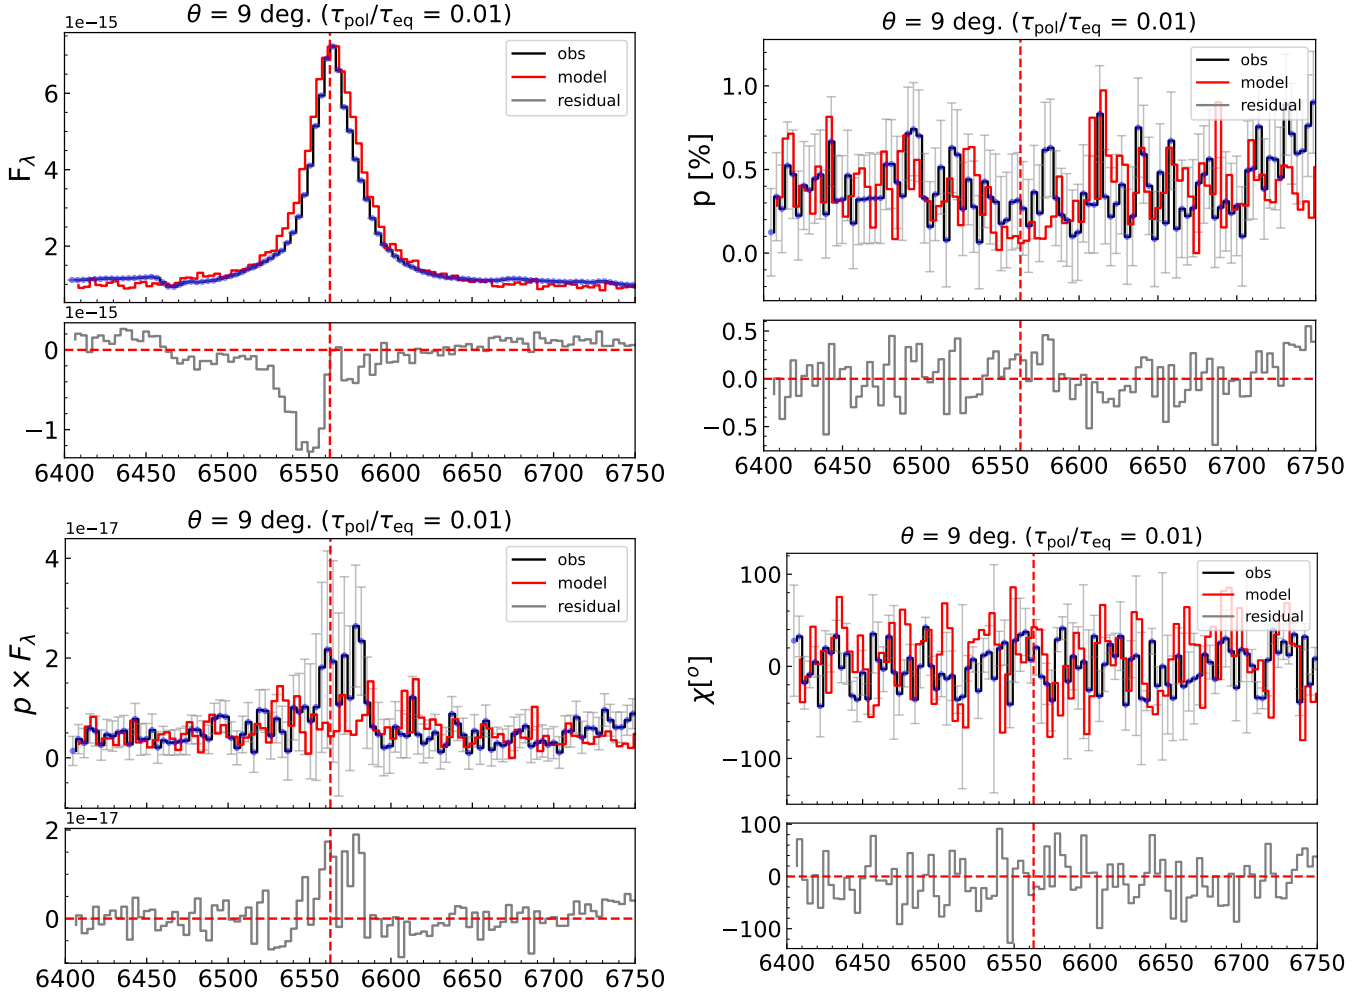 θ = 9 deg. (τpol/τeq = 0.01)
1e−15
Fλ
6
4
2
obs
model
residual
1e−15
0
−1
6400 6450 6500 6550 6600 6650 6700 6750
θ = 9 deg. (τpol/τeq = 0.01)
p [%]
1.0
0.5
0.0
obs
model
residual
0.5
0.0
−0.5
6400 6450 6500 6550 6600 6650 6700 6750
θ = 9 deg. (τpol/τeq = 0.01)
1e−17
p × Fλ
4
2
0
obs
model
residual
1e−17
2
0
6400 6450 6500 6550 6600 6650 6700 6750
θ = 9 deg. (τpol/τeq = 0.01)
χ[°]
100
0
−100
obs
model
residual
100
0
−100
6400 6450 6500 6550 6600 6650 6700 6750